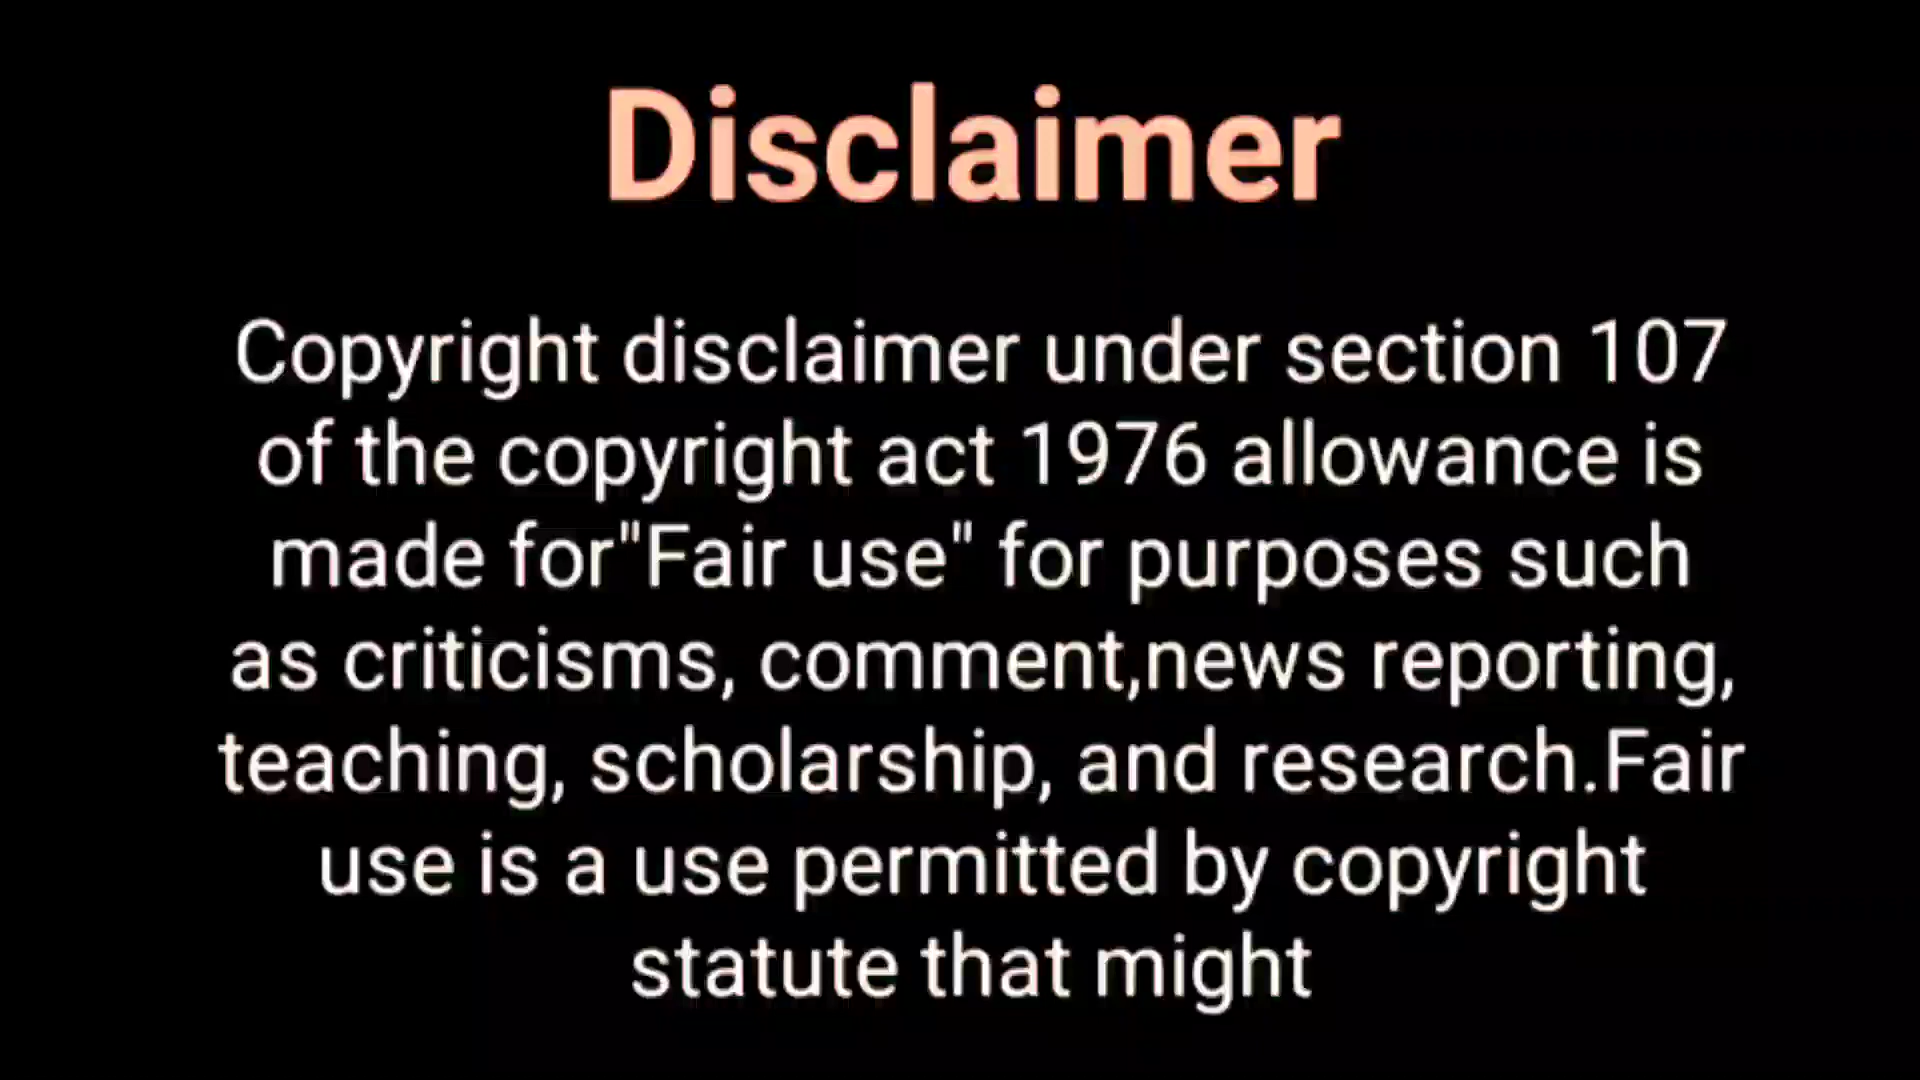 Disclaimer
Copyright disclaimer under section 107
of the copyright act 1976 allowance is
made for"Fair use" for purposes such
as criticisms, comment,news reporting,
teaching, scholarship, and research.Fair
use is a use permitted by copyright
statute that might